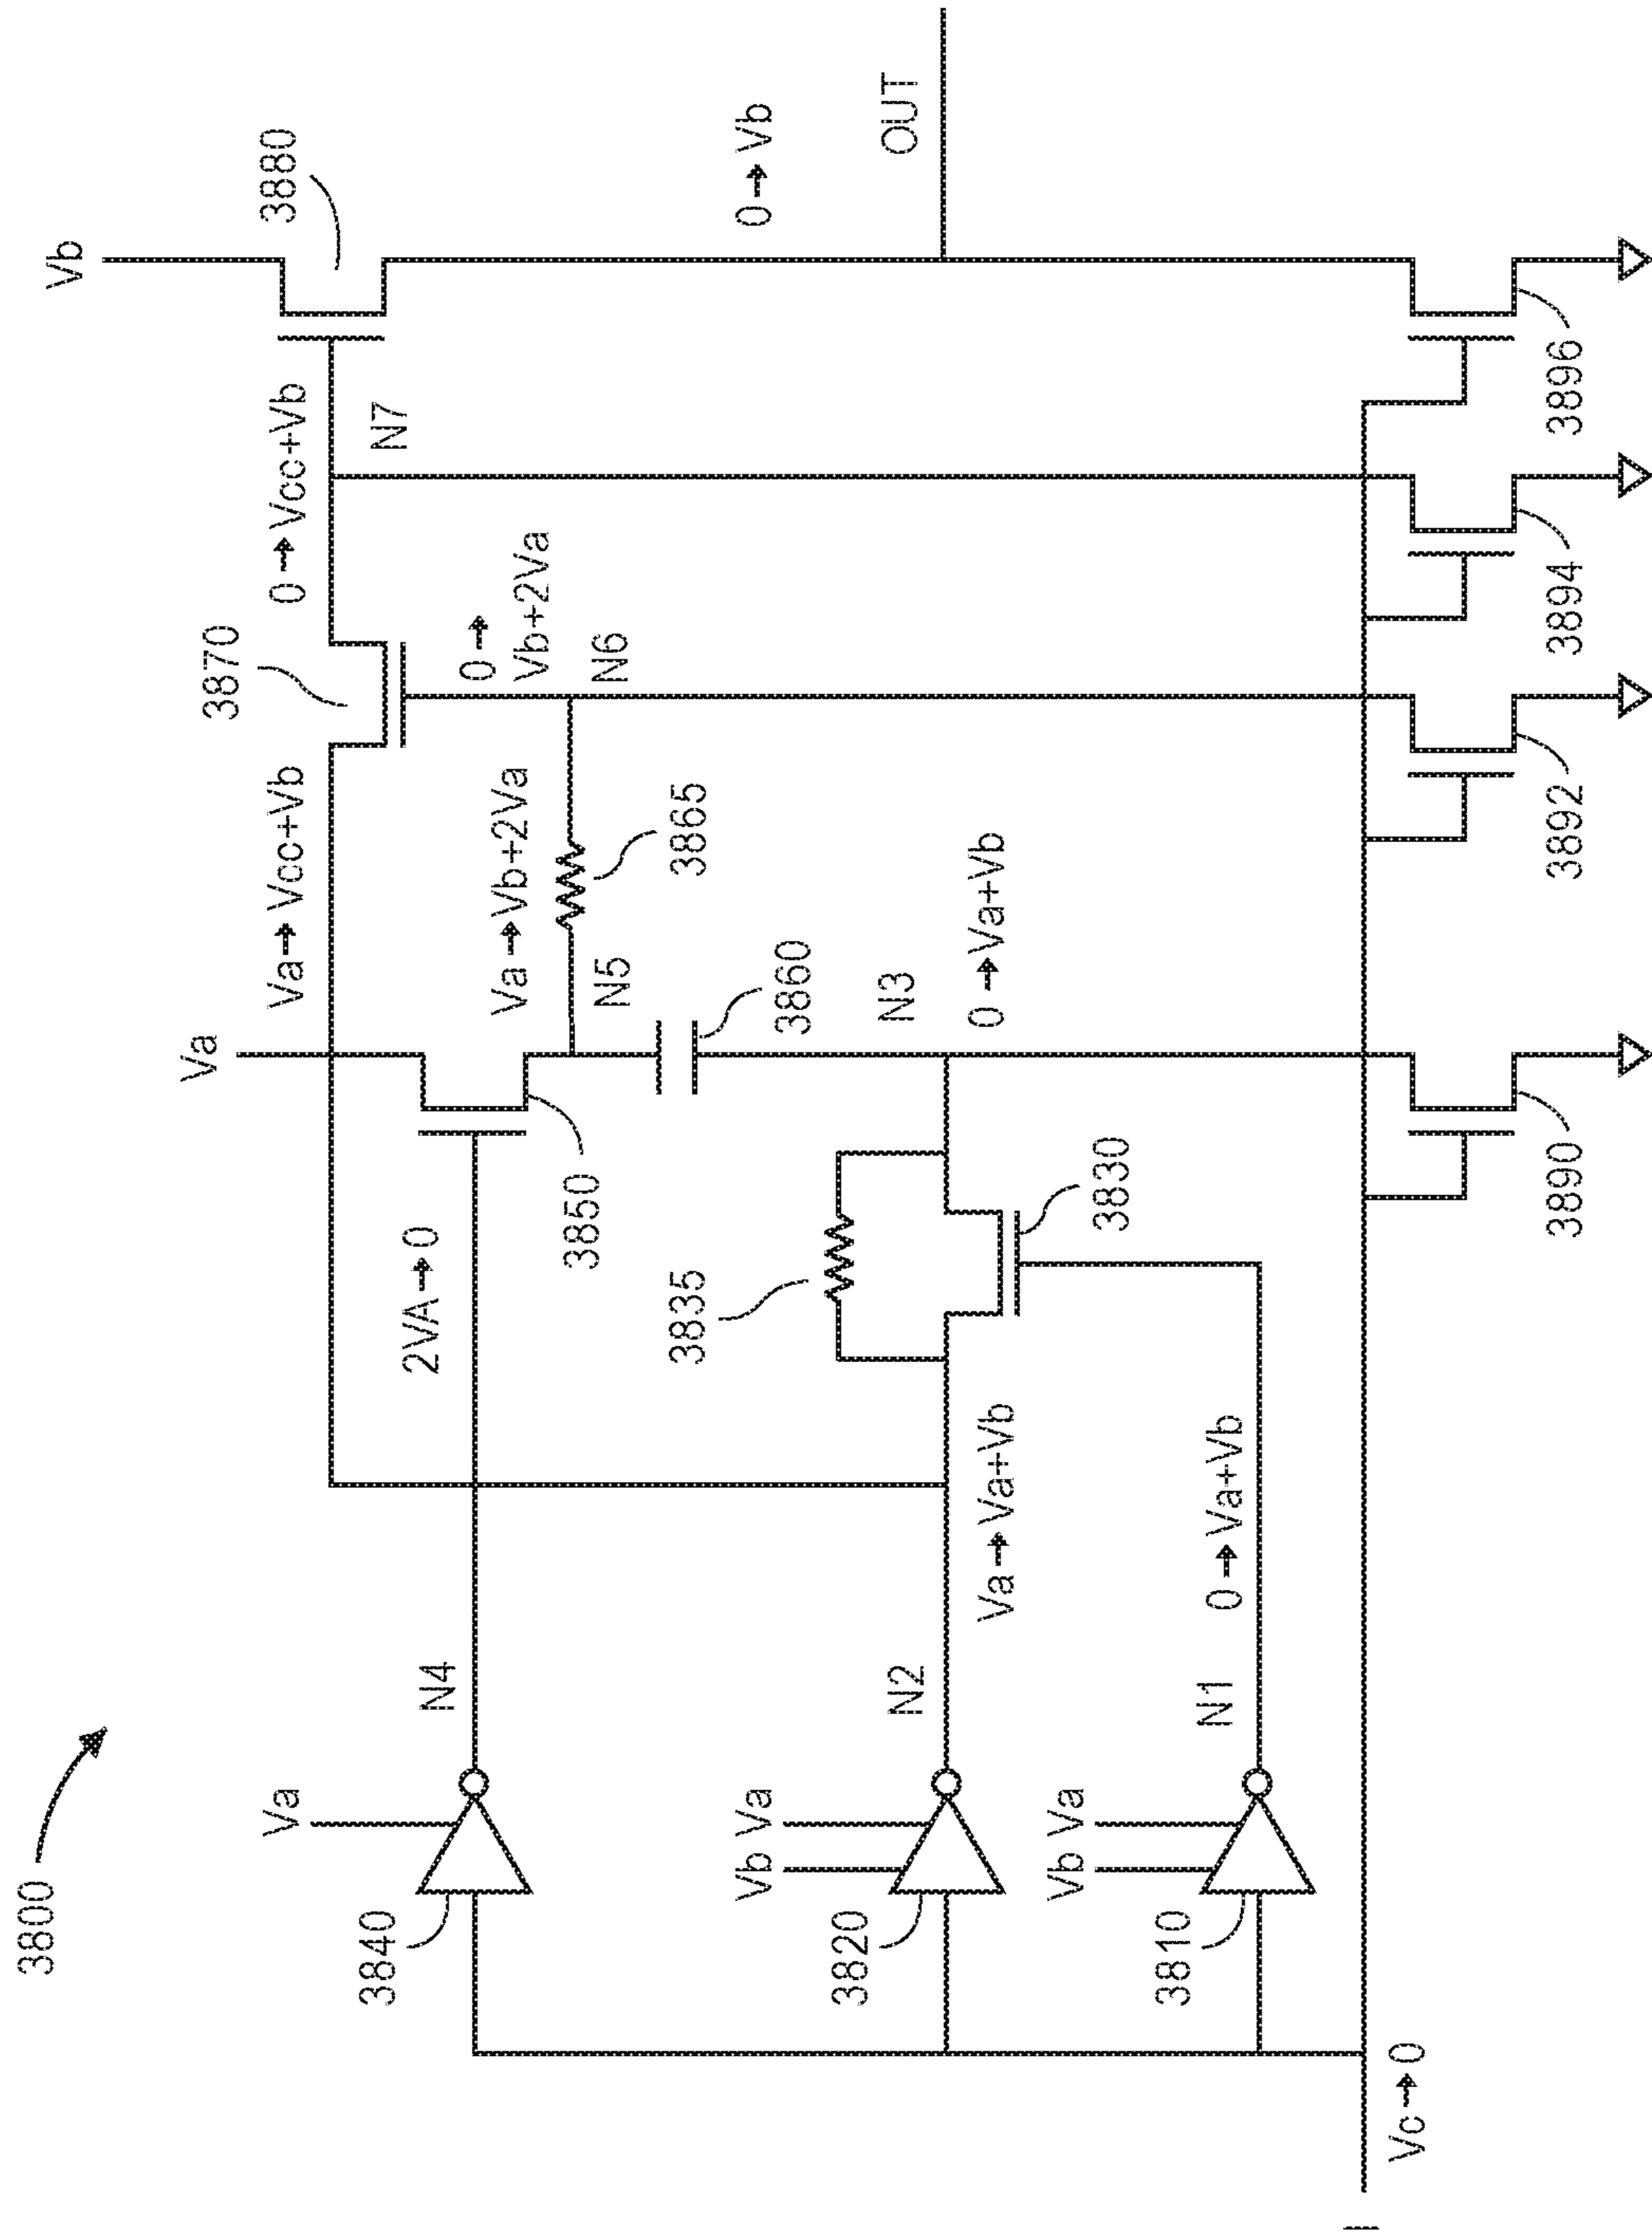 3800
Vb
3880
0→Vb
OUT
0→Vcc+Vb
N7
3870
0→
Vb+2Va
N6
Va→Vcc+Vb
Va→Vb+2Va
3865
N5
Va
3860
N3
0→Va+Vb
3850
2VA→0
3835
3830
Va→Va+Vb
0→Va+Vb
N4
N2
N1
Va
3840
Vb
Va
3820
Vb
Va
3810
Vc→0
3890
3892
3894
3896